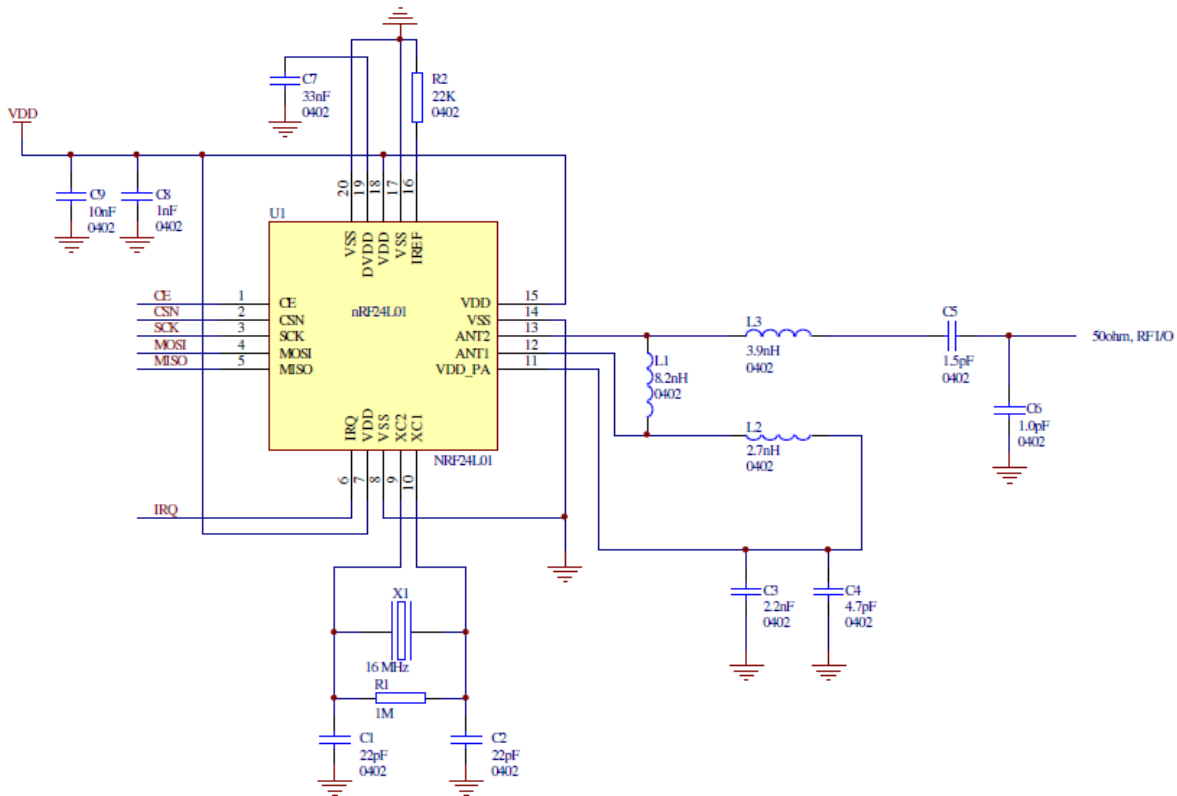 C7
33nF
0402
R2
22K
0402
VDD
C9
10nF
0402
C8
1nF
0402
20
19
18
17
16
U1
VSS
DVDD
VDD
VSS
IREF
nRF24L01
CE
CSN
SCK
MOSI
MISO
1
2
3
4
5
CE
CSN
SCK
MOSI
MISO
VDD
VSS
ANT2
ANT1
VDD_PA
15
14
13
12
11
IRQ
VDD
VSS
XC2
XC1
NRF24L01
6
7
8
9
10
IRQ
L1
8.2nH
0402
L3
3.9nH
0402
C5
1.5pF
0402
50ohm, RF I/O
C6
1.0pF
0402
L2
2.7nH
0402
C3
2.2nF
0402
C4
4.7pF
0402
X1
16 MHz
R1
1M
C1
22pF
0402
C2
22pF
0402